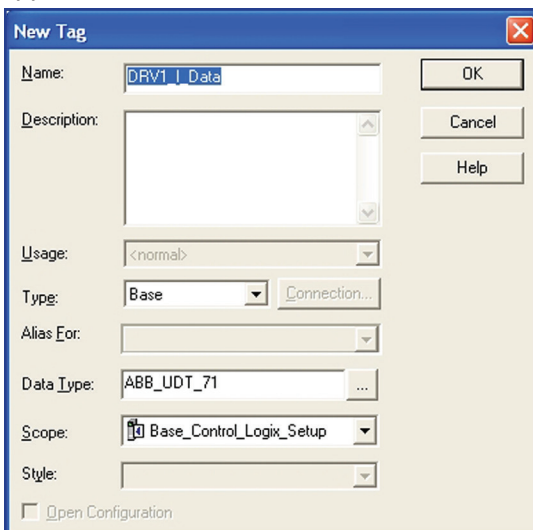 New Tag
Name: DRV1_I_Data OK
Description: Cancel
Help
Usage: <normal>
Type: Base Connection...
Alias For:
Data Type: ABB_UDT_71 ...
Scope: Base_Control_Logix_Setup
Style:
Open Configuration